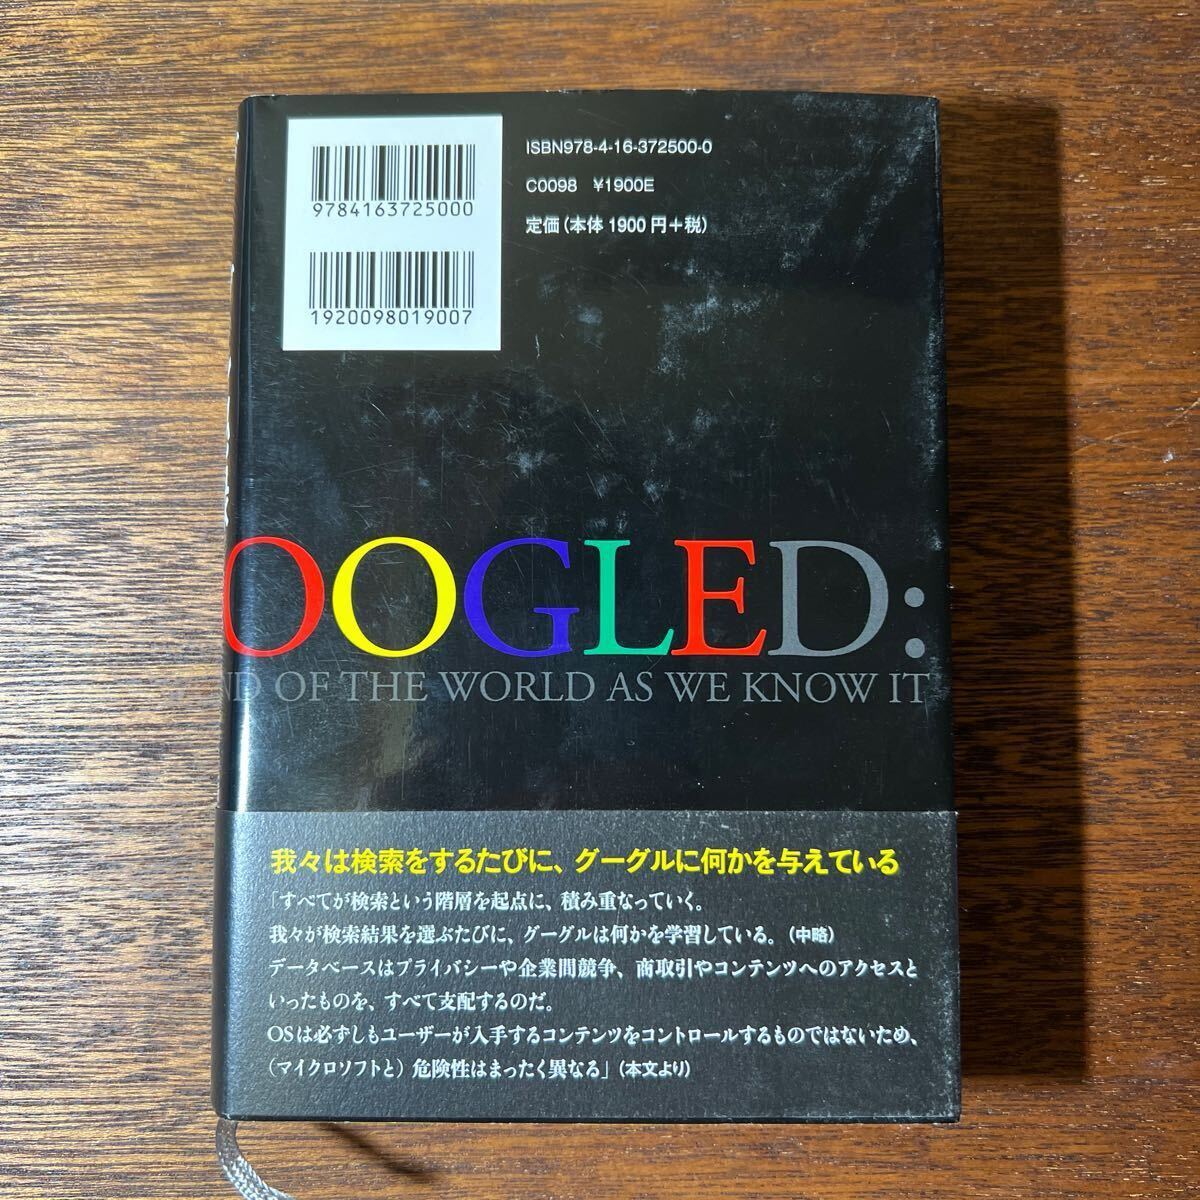 9784163725000
1920098019007
ISBN978-4-16-372500-0
C0098 ¥1900E
定価(本体1900円+税)
OOGLED:
ND OF THE WORLD AS WE KNOW IT
我々は検索をするたびに、グーグルに何かを与えている
「すべてが検索という階層を起点に、積み重なっていく。
我々が検索結果を選ぶたびに、グーグルは何かを学習している。(中略)
データベースはプライバシーや企業間競争、商取引やコンテンツへのアクセスと
いったものを、すべて支配するのだ。
OSは必ずしもユーザーが入手するコンテンツをコントロールするものではないため、
(マイクロソフトと)危険性はまったく異なる」(本文より)